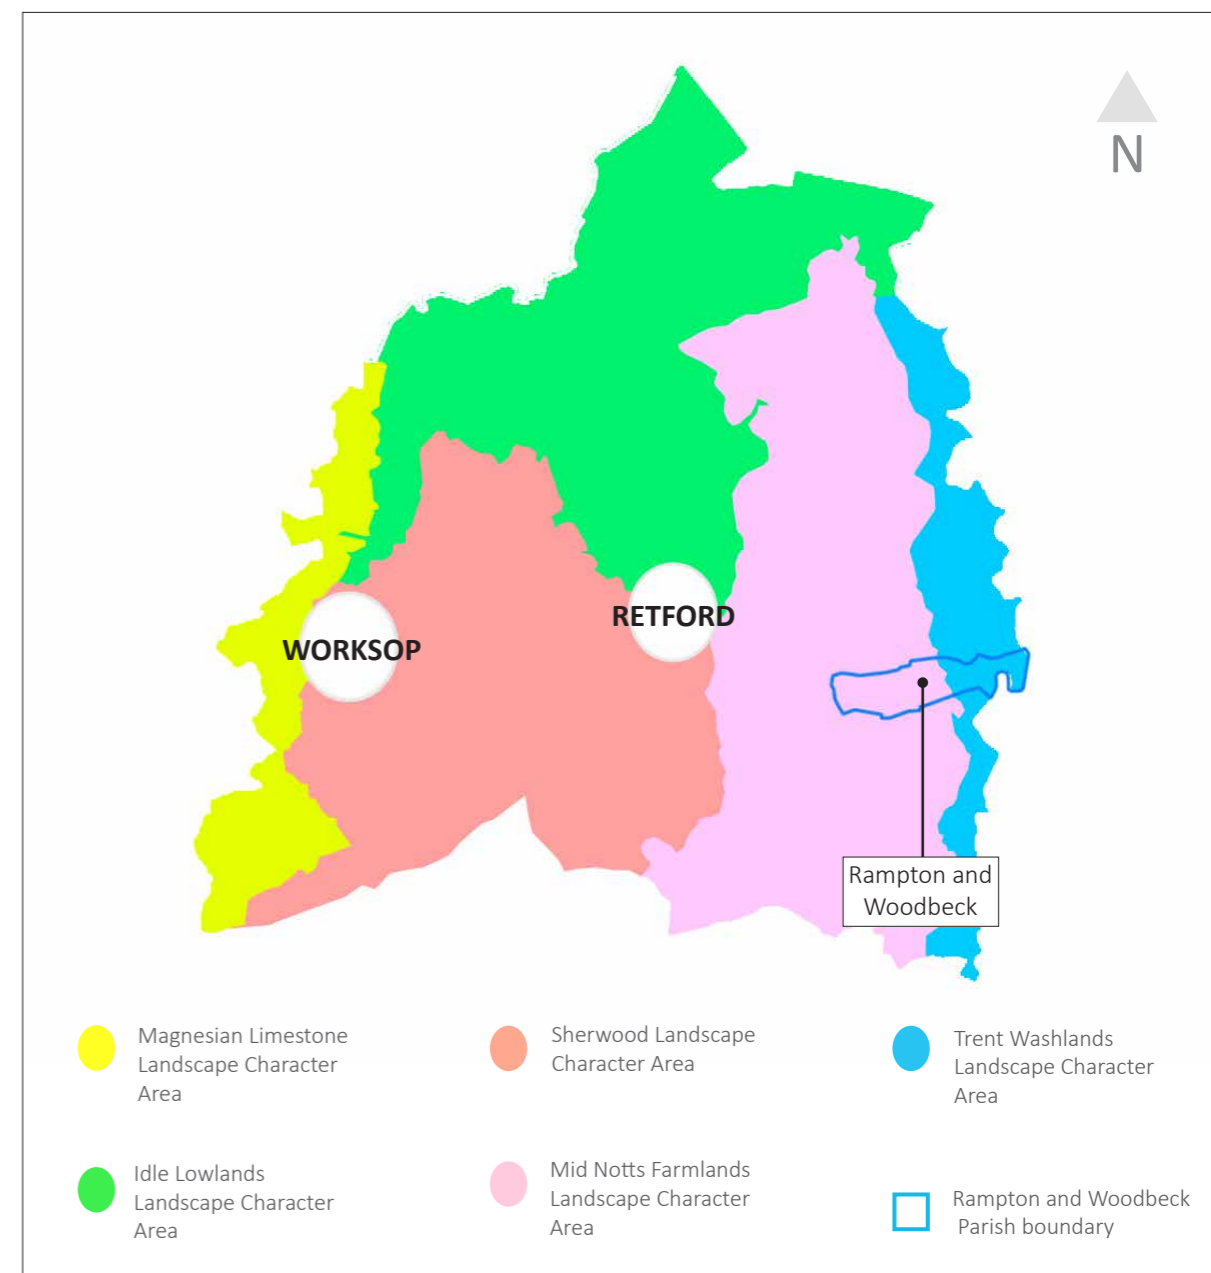 N
RETFORD
WORKSOP
Rampton and
Woodbeck
Magnesian Limestone
Landscape Character
Area
Sherwood Landscape
Character Area
Trent Washlands
Landscape Character
Area
Idle Lowlands
Landscape Character
Area
Mid Notts Farmlands
Landscape Character
Area
Rampton and Woodbeck
Parish boundary